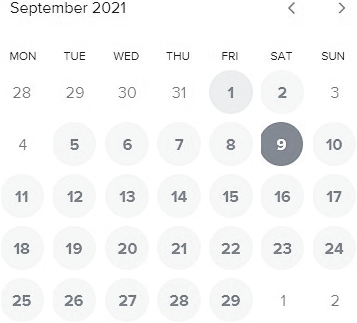 September 2021 < >
MON TUE WED THU FRI SAT SUN
28 29 30 31 1 2 3
4 5 6 7 8 9 10
11 12 13 14 15 16 17
18 19 20 21 22 23 24
25 26 27 28 29 1 2